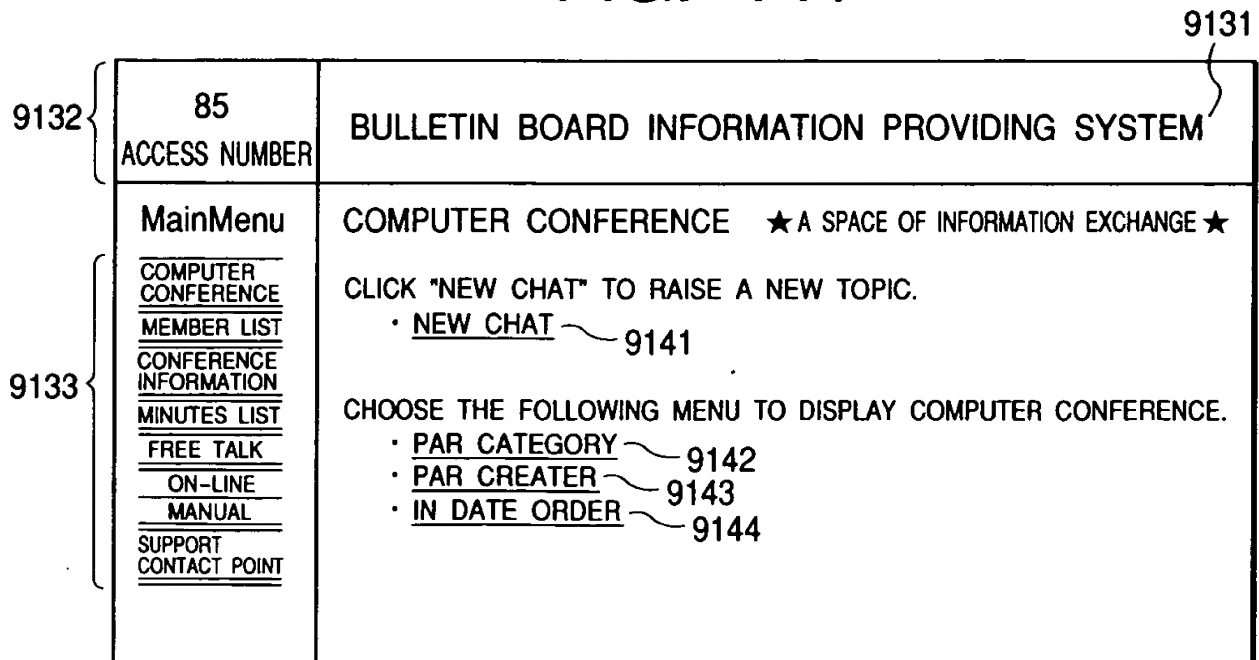 9131
9132
85
ACCESS NUMBER
BULLETIN BOARD INFORMATION PROVIDING SYSTEM
MainMenu
COMPUTER CONFERENCE ★ A SPACE OF INFORMATION EXCHANGE ★
9133
COMPUTER
CONFERENCE
MEMBER LIST
CONFERENCE
INFORMATION
MINUTES LIST
FREE TALK
ON-LINE
MANUAL
SUPPORT
CONTACT POINT
CLICK "NEW CHAT" TO RAISE A NEW TOPIC.
· NEW CHAT 9141
CHOOSE THE FOLLOWING MENU TO DISPLAY COMPUTER CONFERENCE.
· PAR CATEGORY 9142
· PAR CREATER 9143
· IN DATE ORDER 9144